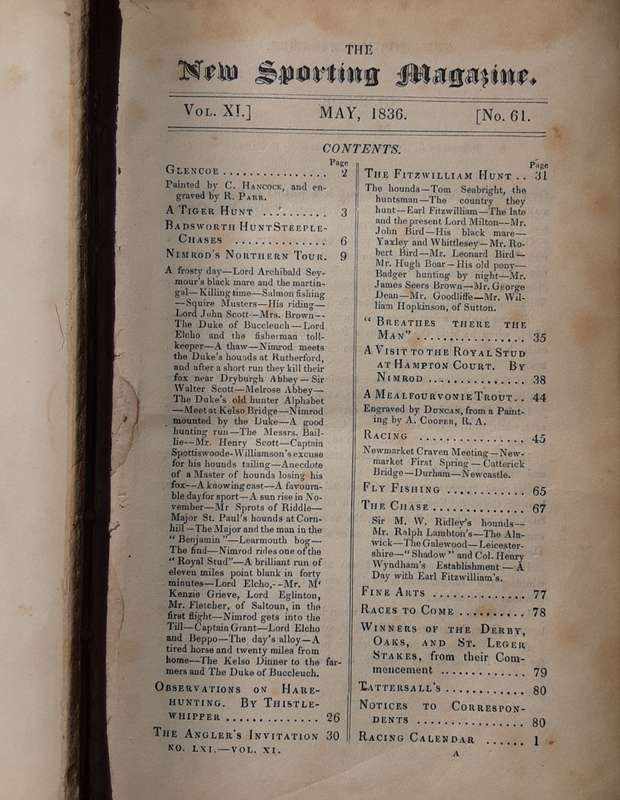 THE
New Sporting Magazine.
VOL. XI.] MAY, 1836. [NO. 61.
CONTENTS.
Page
GLENCOE ............... 2
Painted by C. HANCOCK, and en-
graved by R. PARR.
A TIGER HUNT .......... 3
BADSWORTH HUNT STEEPLE-
CHASES .............. 6
NIMROD'S NORTHERN TOUR. 9
A frosty day—Lord Archibald Sey-
mour's black mare and the martin-
gal—Killing time—Salmon fishing
—Squire Musters—His riding—
Lord John Scott—Mrs. Brown—
The Duke of Buccleuch—Lord
Elcho and the fisherman toll-
keeper—A thaw—Nimrod meets
the Duke's hounds at Rutherford,
and after a short run they kill their
fox near Dryburgh Abbey—Sir
Walter Scott—Melrose Abbey—
The Duke's old hunter Alphabet
—Meet at Kelso Bridge—Nimrod
mounted by the Duke—A good
hunting run—The Messrs. Bail-
lie—Mr. Henry Scott—Captain
Spottiswoode-Williamson's excuse
for his hounds tailing—Anecdote
of a Master of hounds losing his
fox—A knowing cast—A favoura-
ble day for sport—A sun rise in No-
vember—Mr Sprots of Riddle—
Major St. Paul's hounds at Corn-
hill—The Major and the man in the
" Benjamin "—Learmouth bog—
The find—Nimrod rides one of the
" Royal Stud"—A brilliant run of
eleven miles point blank in forty
minutes—Lord Elcho,--Mr. M'
Kenzie Grieve, Lord Eglinton,
Mr. Fletcher, of Saltoun, in the
first flight—Nimrod gets into the
Till—Captain Grant—Lord Elcho
and Beppo—The day's alloy—A
tired horse and twenty miles from
home—The Kelso Dinner to the far-
mers and The Duke of Buccleuch.
OBSERVATIONS ON HARE-
HUNTING. BY THISTLE-
WHIPPER .............. 26
THE ANGLER'S INVITATION 30
NO. LXI.—VOL. XI.
Page
THE FITZWILLIAM HUNT .. 31
The hounds—Tom Seabright, the
huntsman—The country they
hunt—Earl Fitzwilliam—The late
and the present Lord Milton—Mr.
John Bird—His black mare—
Yaxley and Whittlesey—Mr. Ro-
bert Bird—Mr. Leonard Bird—
Mr. Hugh Boar—His old pony—
Badger hunting by night—Mr.
James Seers Brown—Mr. George
Dean—Mr. Goodliffe—Mr. Wil-
liam Hopkinson, of Sutton.
" BREATHES THERE THE
MAN" ................ 35
A VISIT TO THE ROYAL STUD
AT HAMPTON COURT. BY
NIMROD .............. 38
A MEALFOURVONIE TROUT.. 44
Engraved by DUNCAN, from a Paint-
ing by A. COOPER, R. A.
RACING ................ 45
Newmarket Craven Meeting—New-
market First Spring—Catterick
Bridge—Durham—Newcastle.
FLY FISHING ............ 65
THE CHASE .............. 67
Sir M. W. Ridley's hounds—
Mr. Ralph Lambton's—The Aln-
wick—The Galewood—Leicester-
shire—" Shadow " and Col. Henry
Wyndham's Establishment—A
Day with Earl Fitzwilliam's.
FINE ARTS .............. 77
RACES TO COME .......... 78
WINNERS OF THE DERBY,
OAKS, AND ST. LEGER
STAKES, from their Com-
mencement ............. 79
TATTERSALL'S ............ 80
NOTICES TO CORRESPON-
DENTS ................ 80
RACING CALENDAR ...... 1
A